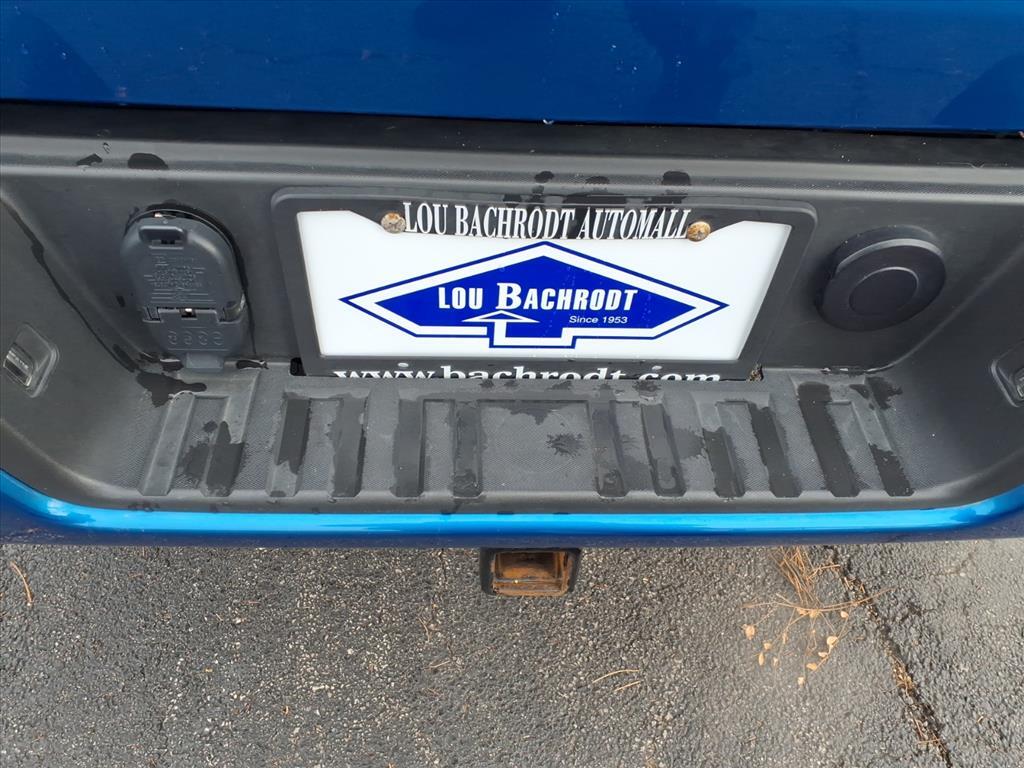 LOU BACHRODT AUTOMALL
LOU BACHRODT
Since 1953
www.bachrodt.com